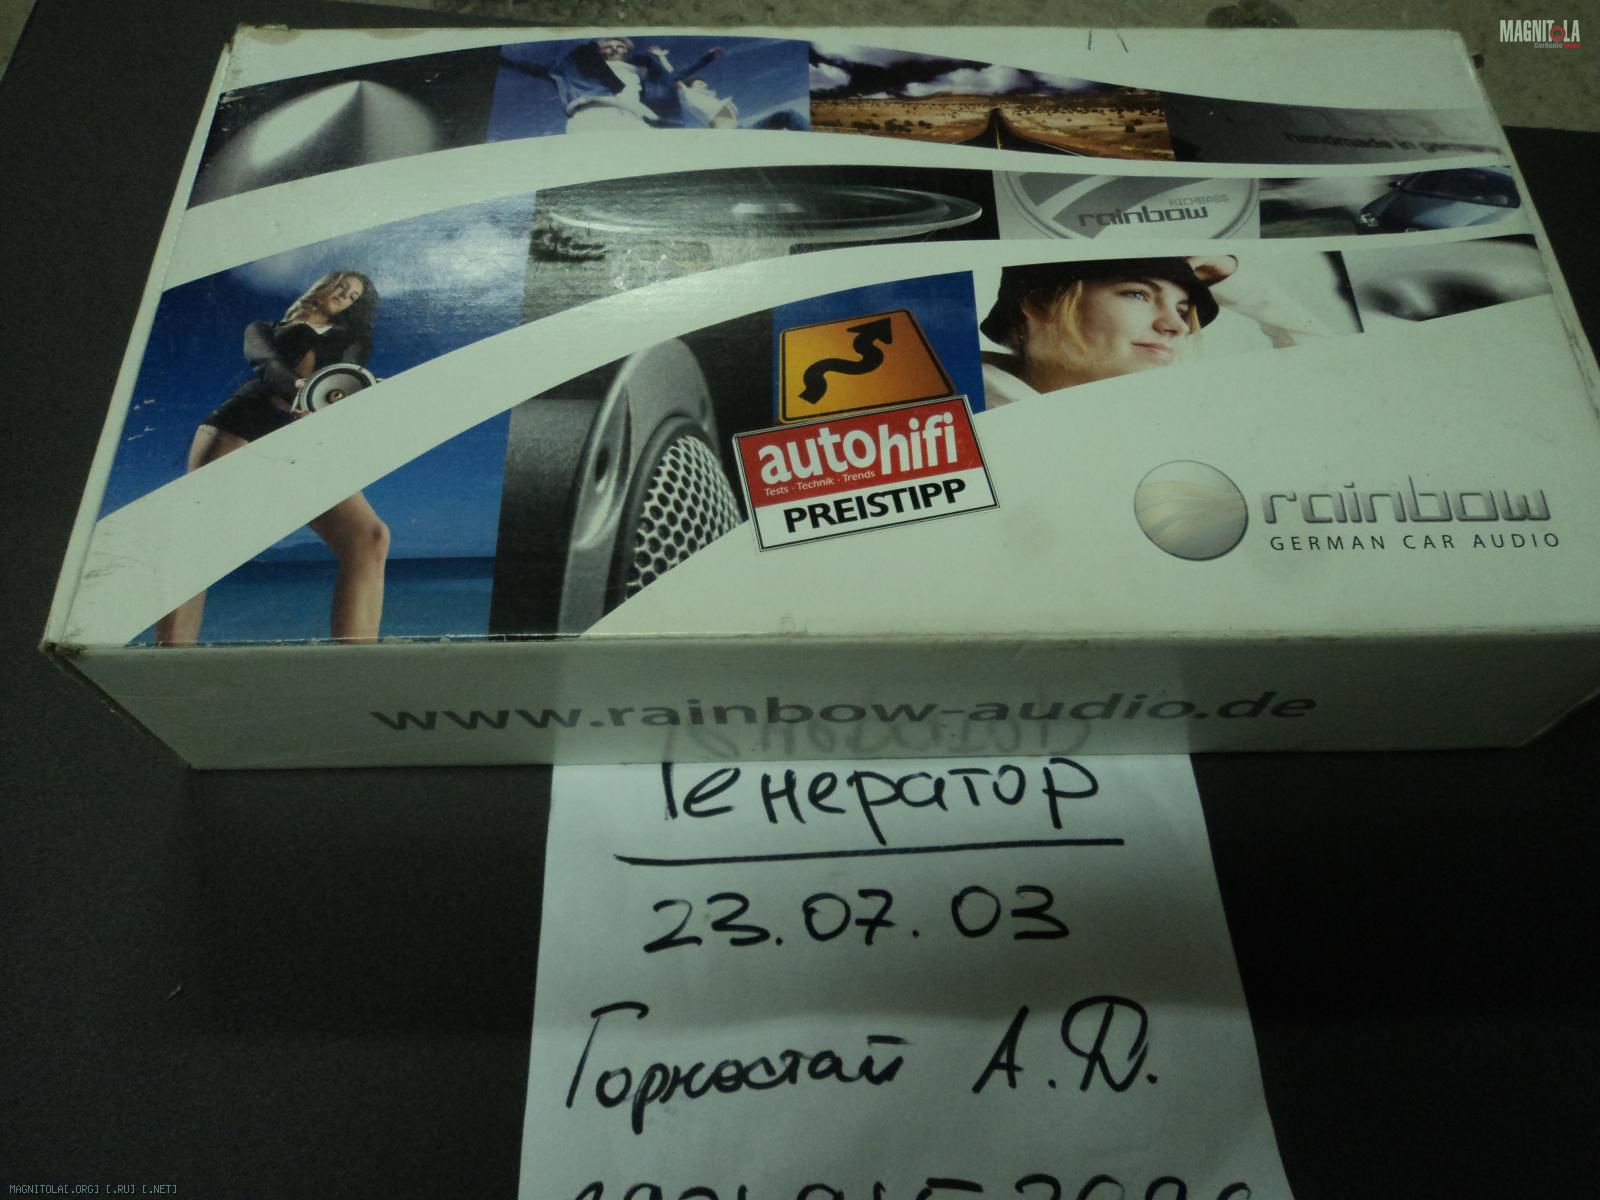 MAGNITOLA
handmade in germany
KICKBASS
rainbow
autohifi
Tests · Technik · Trends
PREISTIPP
rainbow
GERMAN CAR AUDIO
www.rainbow-audio.de
Генератор
23.07.03
Горностай А.Д.
MAGNITOLA[.ORG] [.RU] [.NET]